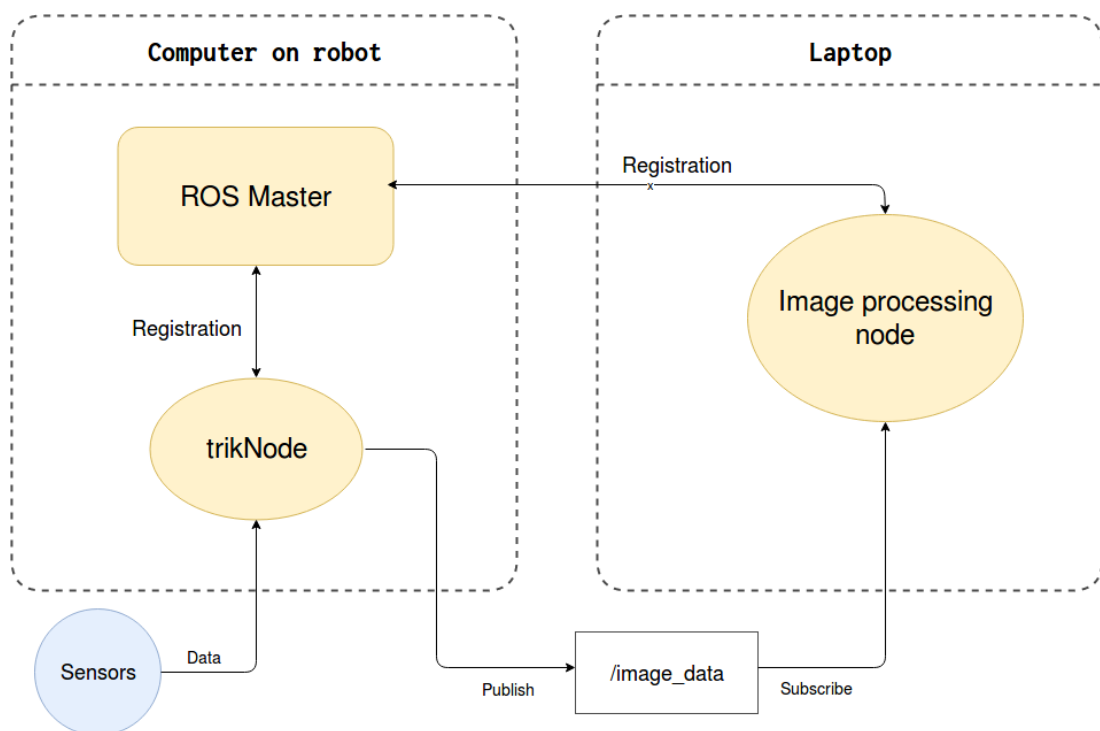 Computer on robot
Laptop
Registration
x
ROS Master
Image processing
node
Registration
trikNode
Data
Sensors
/image_data
Publish
Subscribe